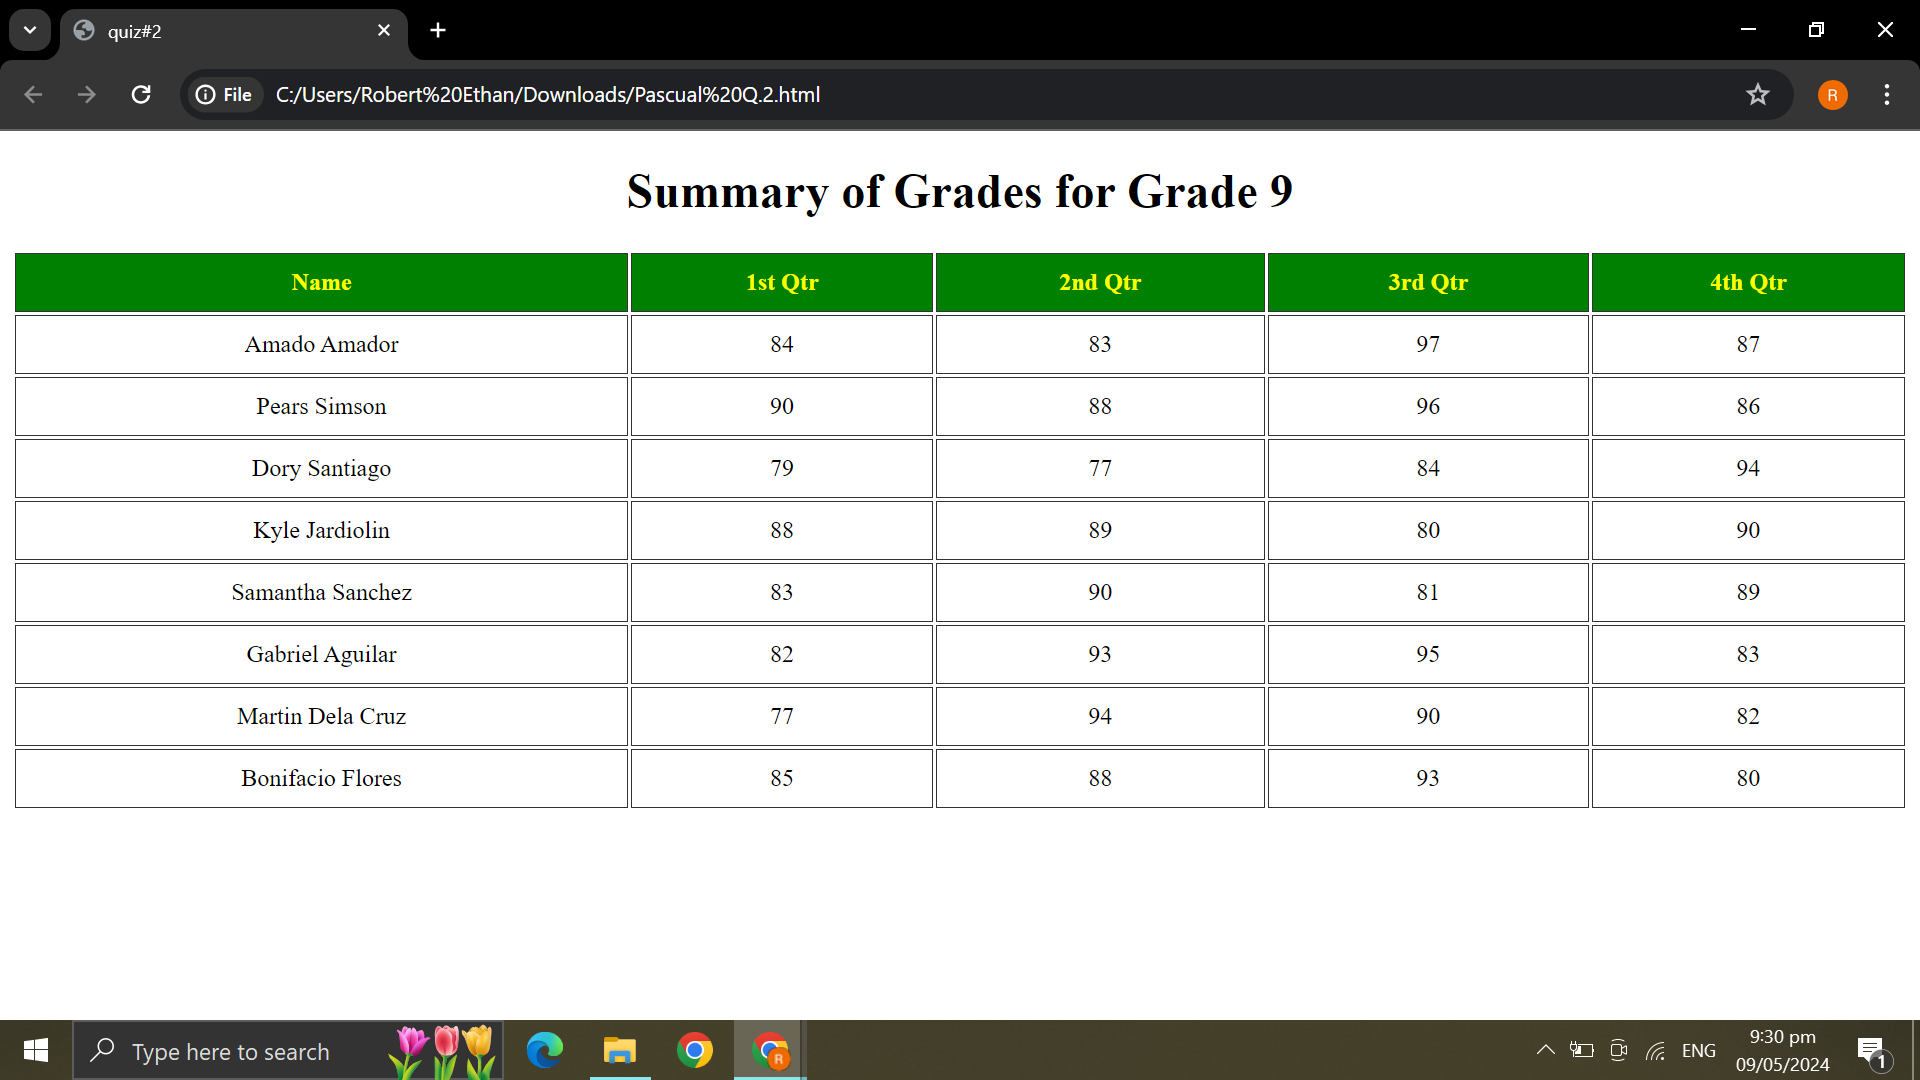 quiz#2
File C:/Users/Robert%20Ethan/Downloads/Pascual%20Q.2.html
R
Summary of Grades for Grade 9
Name 1st Qtr 2nd Qtr 3rd Qtr 4th Qtr
Amado Amador 84 83 97 87
Pears Simson 90 88 96 86
Dory Santiago 79 77 84 94
Kyle Jardiolin 88 89 80 90
Samantha Sanchez 83 90 81 89
Gabriel Aguilar 82 93 95 83
Martin Dela Cruz 77 94 90 82
Bonifacio Flores 85 88 93 80
Type here to search
R
ENG
9:30 pm
09/05/2024
1